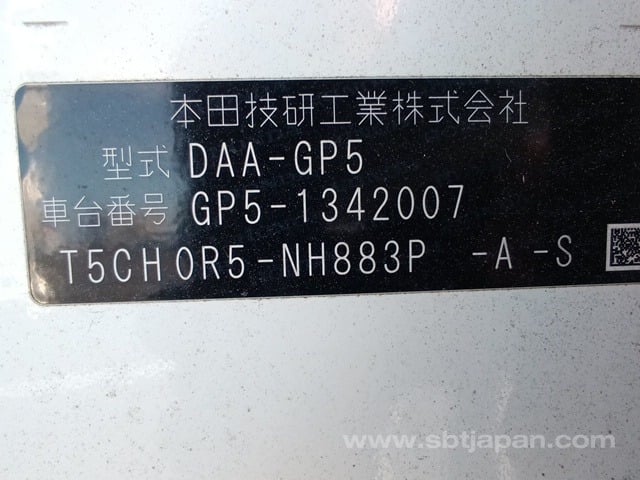 本田技研工業株式会社
型式 DAA-GP5
車台番号 GP5-1342007
T5CH0R5-NH883P -A -S
www.sbtjapan.com